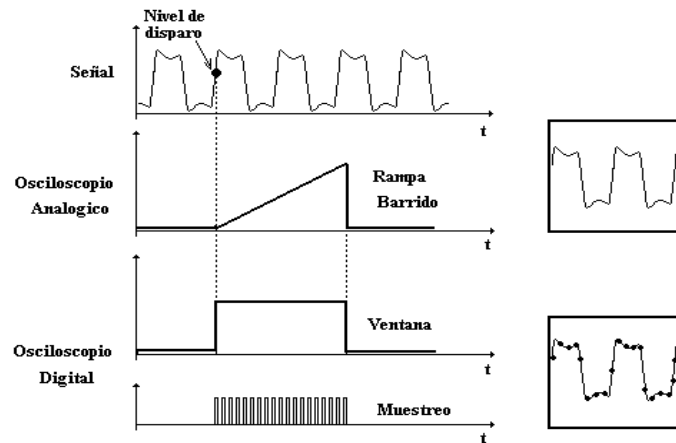 Nivel de
disparo
Señal
t
Osciloscopio
Analogico
Rampa
Barrido
t
Osciloscopio
Digital
Ventana
t
Muestreo
t